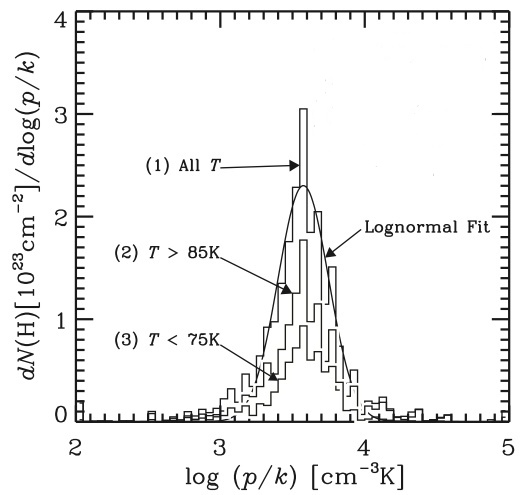 4
3
2
1
0
2
3
4
5
dN(H)[10²³cm⁻²]/dlog(p/k)
log (p/k) [cm⁻³K]
(1) All T
Lognormal Fit
(2) T > 85K
(3) T < 75K